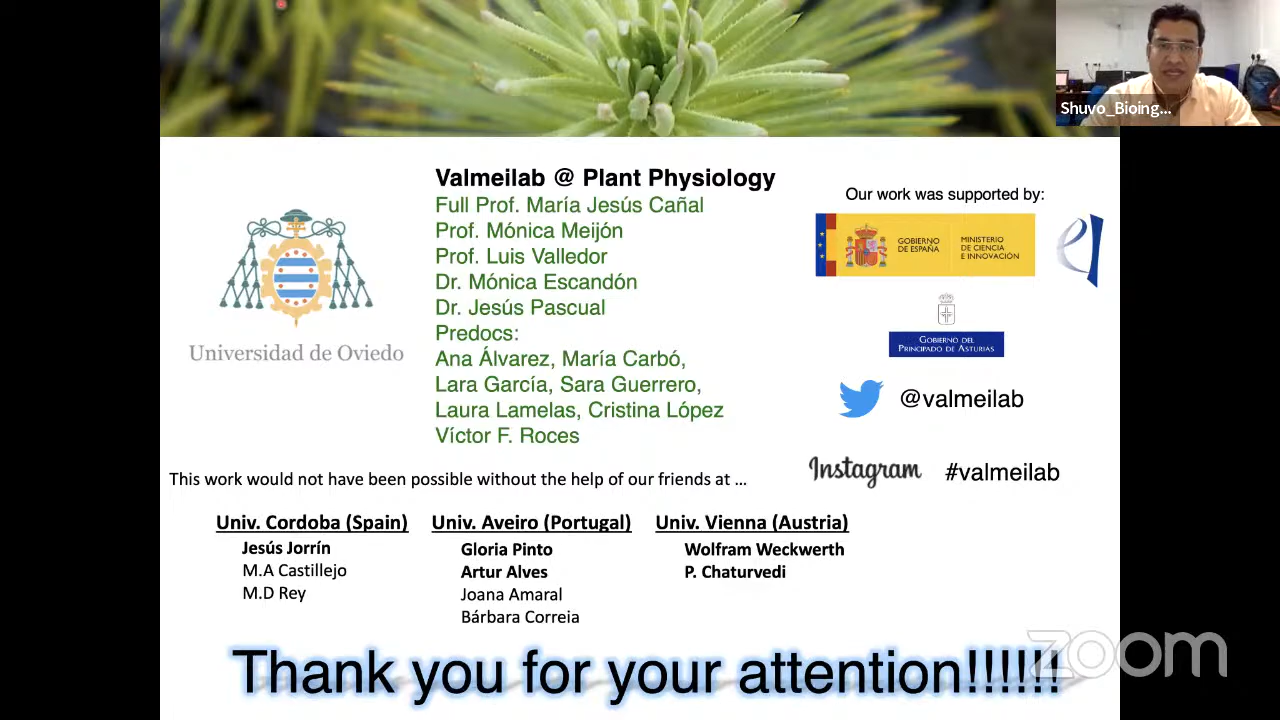 Shuvo_Bioing...
Valmeilab @ Plant Physiology
Full Prof. María Jesús Cañal
Prof. Mónica Meijón
Prof. Luis Valledor
Dr. Mónica Escandón
Dr. Jesús Pascual
Predocs:
Ana Álvarez, María Carbó,
Lara García, Sara Guerrero,
Laura Lamelas, Cristina López
Víctor F. Roces
Universidad de Oviedo
Our work was supported by:
GOBIERNO DE ESPAÑA
MINISTERIO DE CIENCIA E INNOVACIÓN
GOBIERNO DEL
PRINCIPADO DE ASTURIAS
@valmeilab
Instagram #valmeilab
This work would not have been possible without the help of our friends at ...
Univ. Cordoba (Spain)
Jesús Jorrín
M.A Castillejo
M.D Rey
Univ. Aveiro (Portugal)
Gloria Pinto
Artur Alves
Joana Amaral
Bárbara Correia
Univ. Vienna (Austria)
Wolfram Weckwerth
P. Chaturvedi
Thank you for your attention!!!!!!
zoom